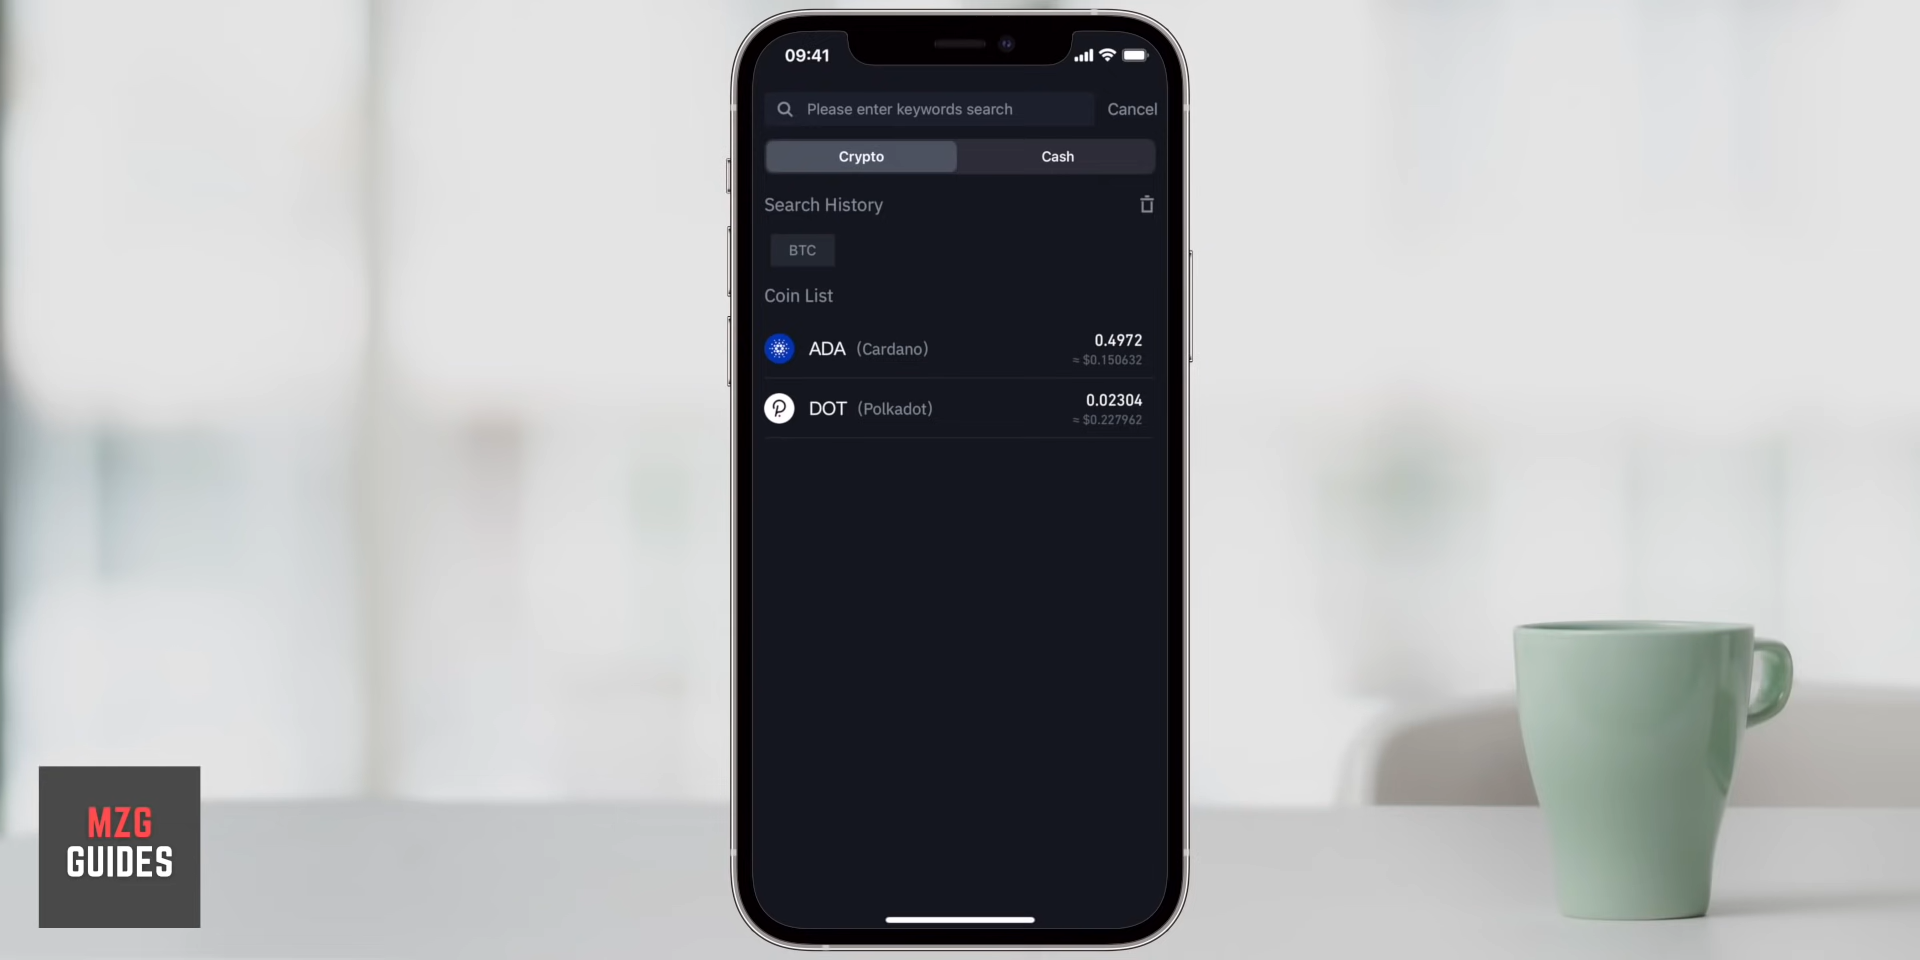 09:41
Please enter keywords search
Cancel
Crypto
Cash
Search History
BTC
Coin List
ADA (Cardano)
0.4972
≈ $0.150632
DOT (Polkadot)
0.02304
≈ $0.227962
MZG
GUIDES